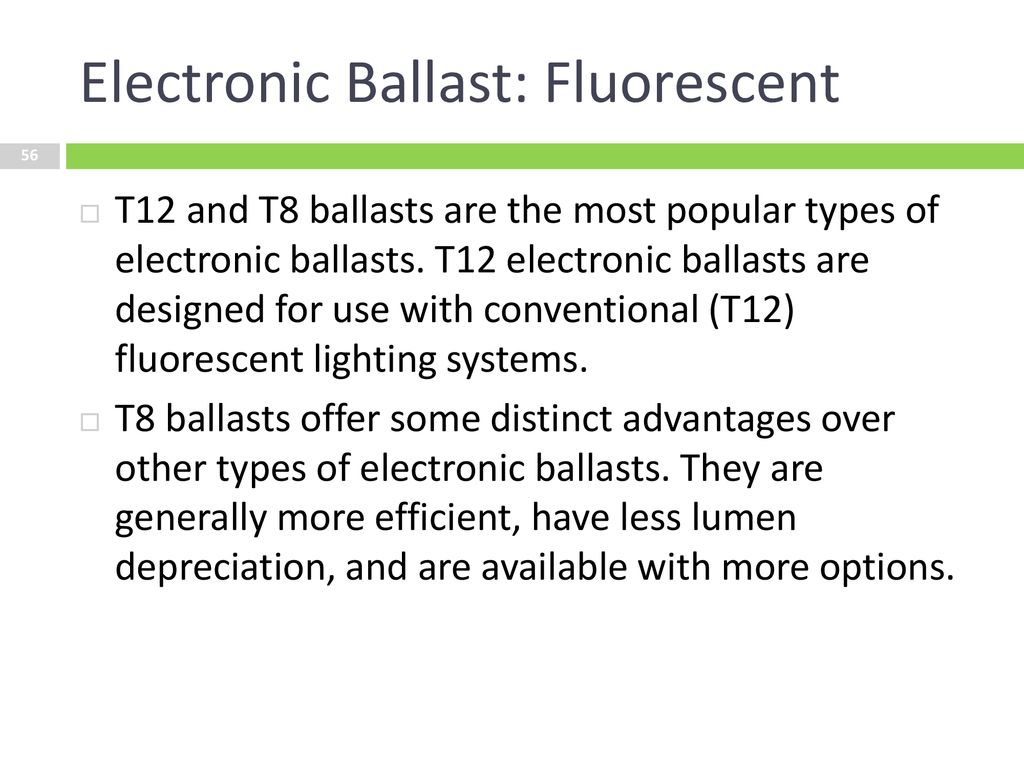 Electronic Ballast: Fluorescent
56
T12 and T8 ballasts are the most popular types of
electronic ballasts. T12 electronic ballasts are
designed for use with conventional (T12)
fluorescent lighting systems.
T8 ballasts offer some distinct advantages over
other types of electronic ballasts. They are
generally more efficient, have less lumen
depreciation, and are available with more options.